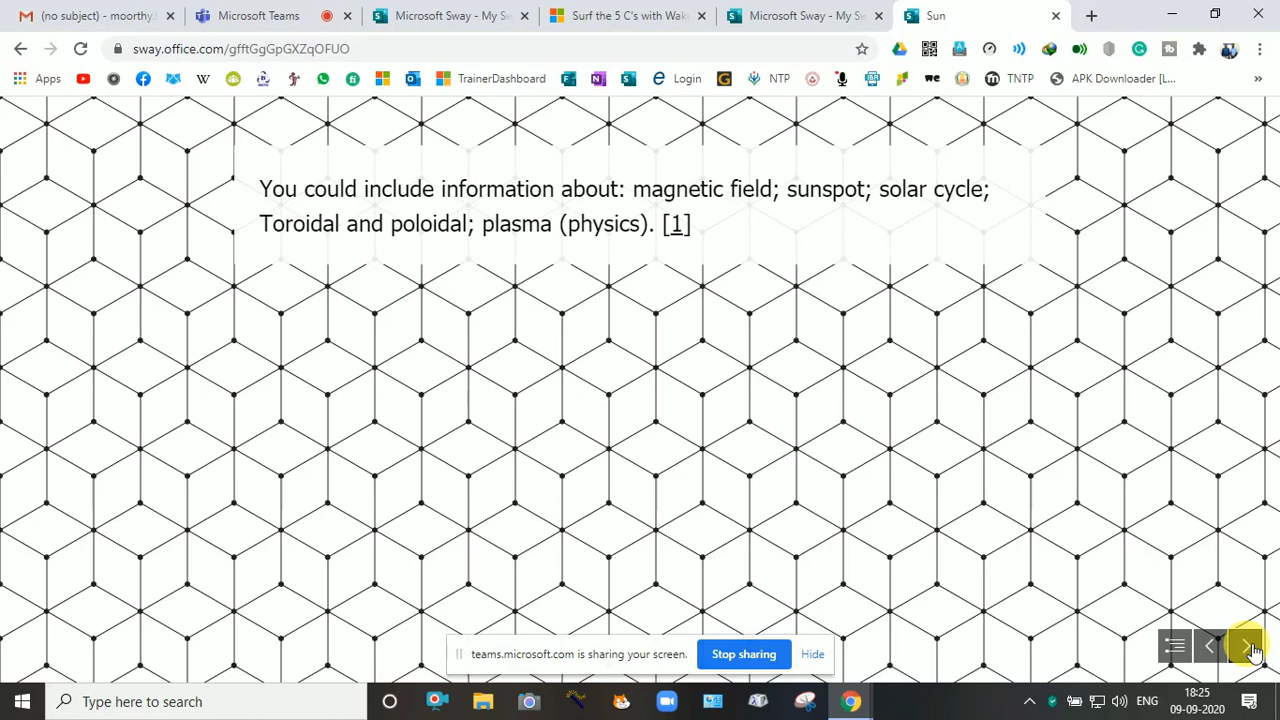 (no subject) - moorthy.
Microsoft Teams
Microsoft Sway - My Sw
Surf the 5 C's with Wake
Microsoft Sway - My Sw
Sun
sway.office.com/gfftGgGpGXZqOFUO
Apps
TrainerDashboard
Login
NTP
TNTP
APK Downloader [L...
You could include information about: magnetic field; sunspot; solar cycle;
Toroidal and poloidal; plasma (physics). [1]
teams.microsoft.com is sharing your screen.
Stop sharing
Hide
Type here to search
ENG
18:25
09-09-2020